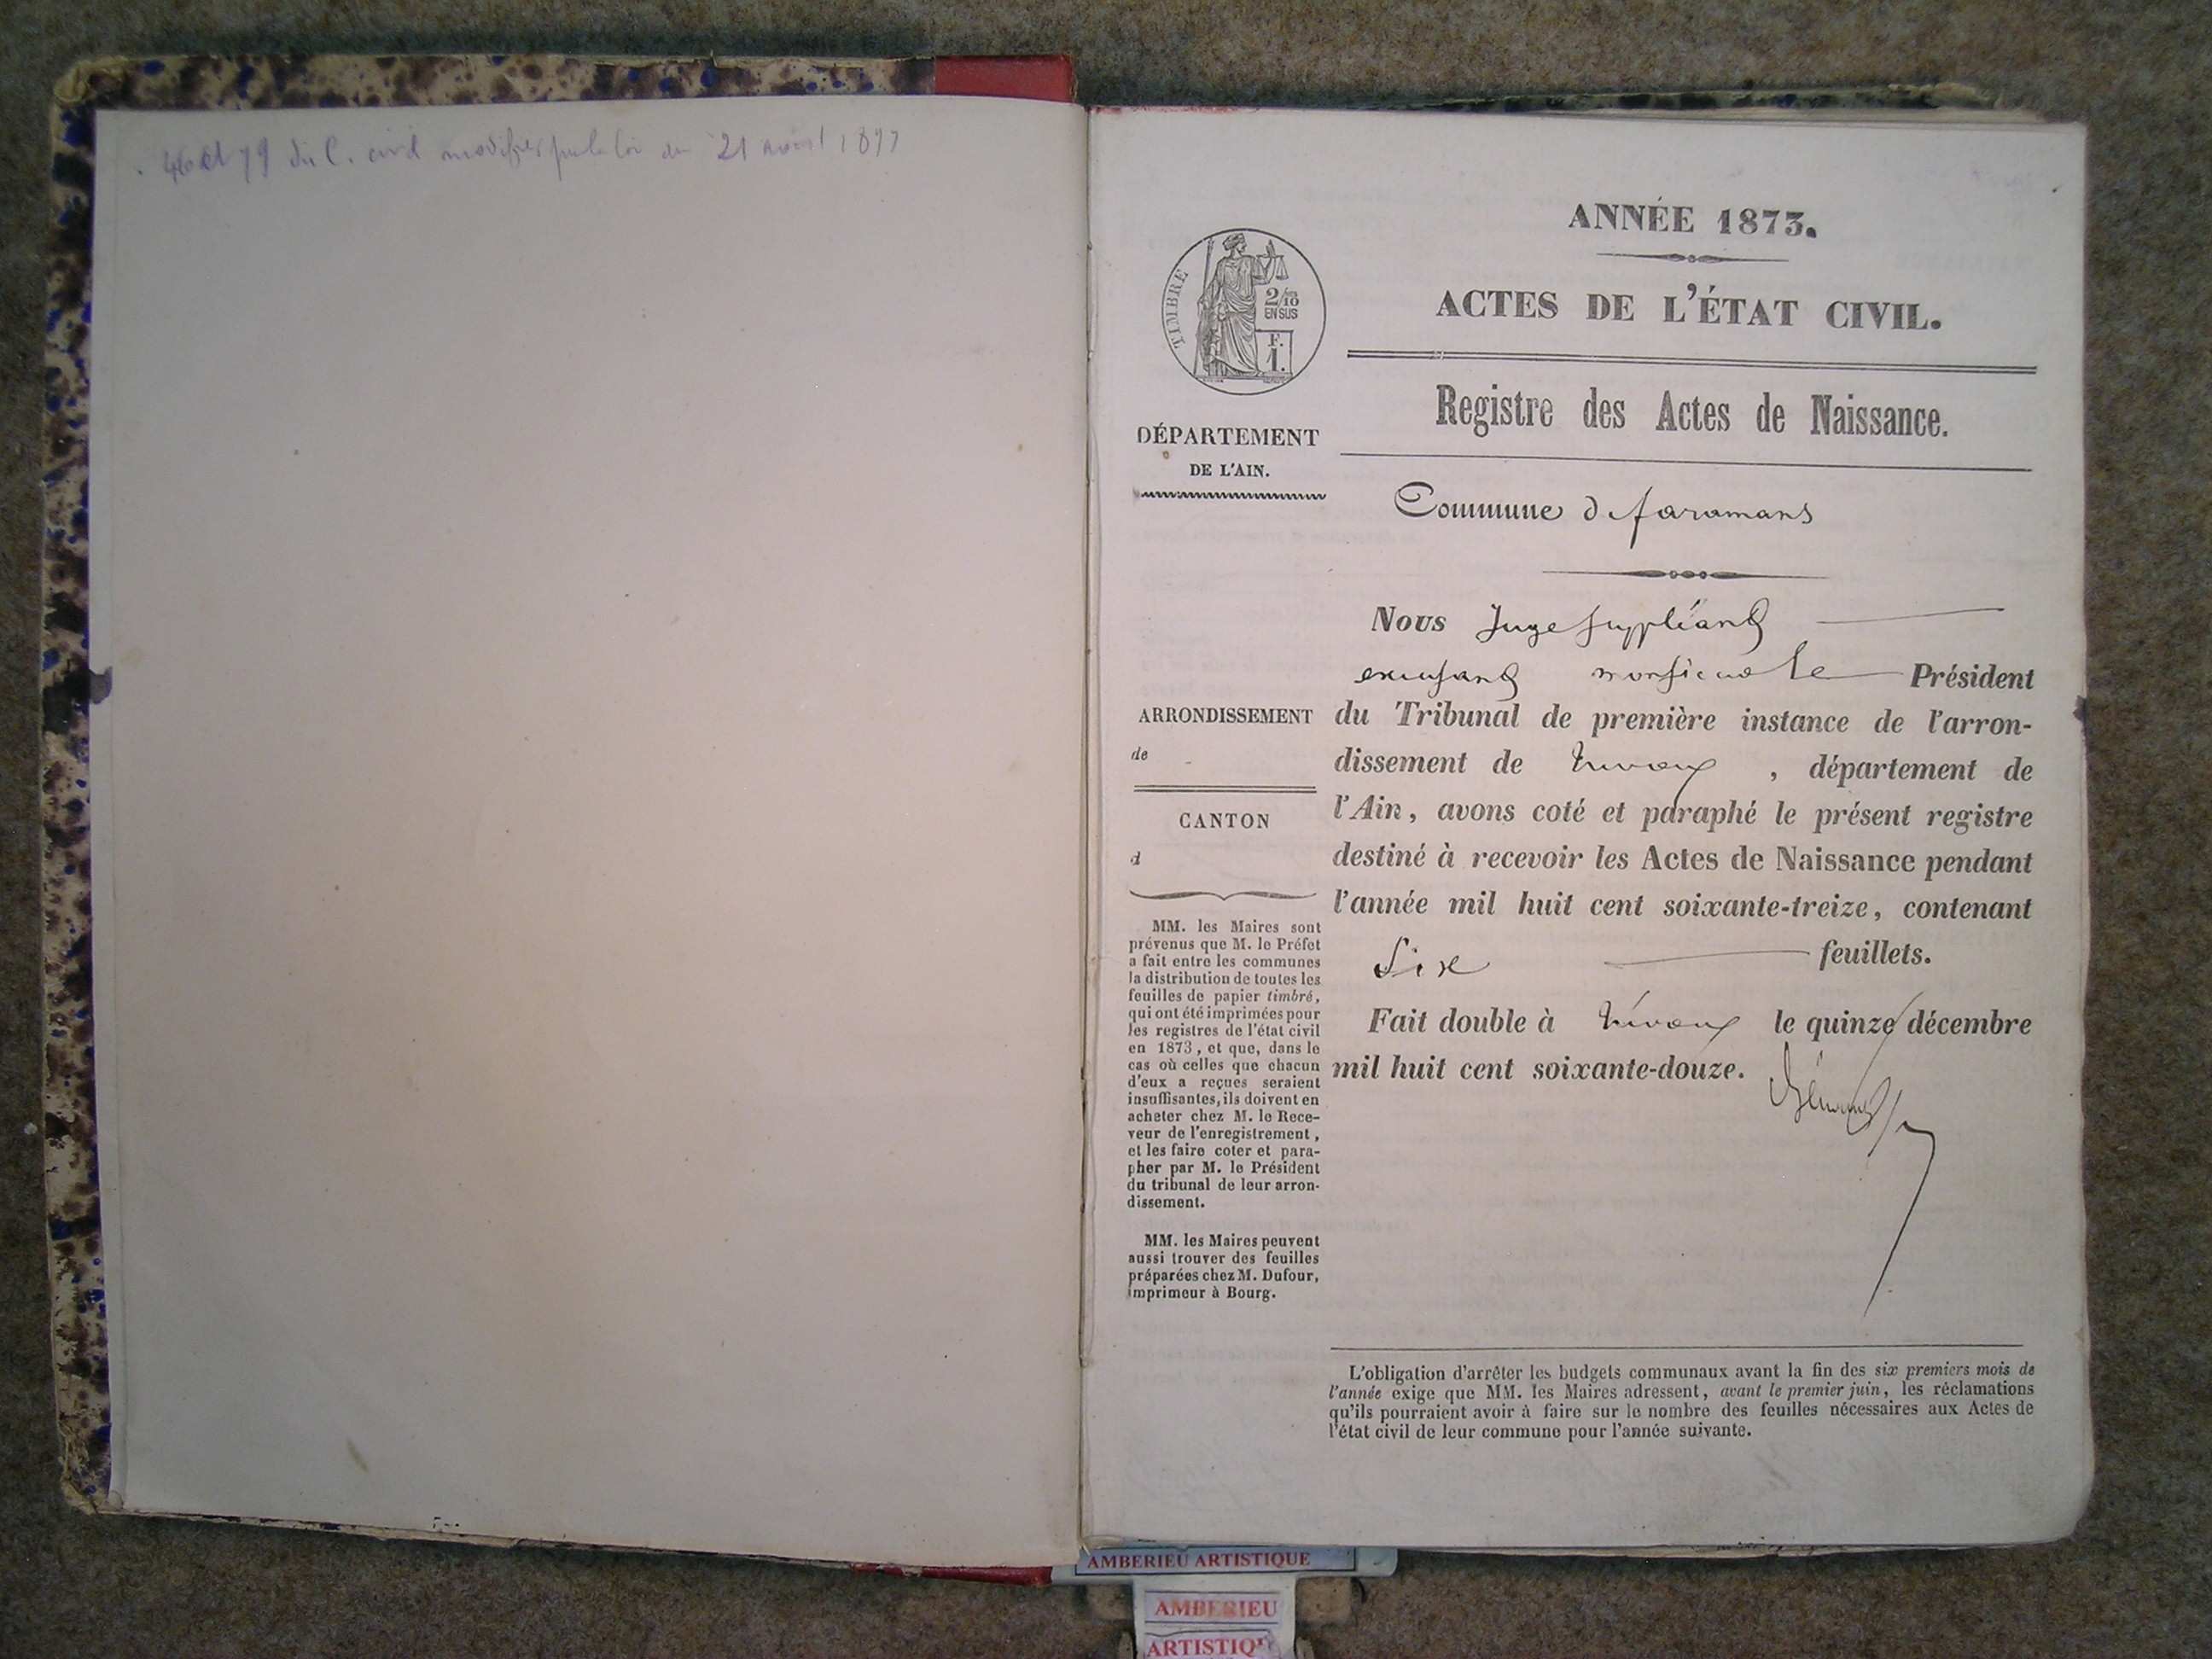 46 et 79 du C. civil modifiés par la loi du 21 avril 1897
ANNÉE 1873.
ACTES DE L'ÉTAT CIVIL.
TIMBRE
2/10
EN SUS
F.
1.
Registre des Actes de Naissance.
DÉPARTEMENT
DE L'AIN.
Commune de faramans
Nous Juge suppléant
monsieur le Président
ARRONDISSEMENT
de
du Tribunal de première instance de l'arron-
dissement de Trévoux, département de
l'Ain, avons coté et paraphé le présent registre
destiné à recevoir les Actes de Naissance pendant
l'année mil huit cent soixante-treize, contenant
Six feuillets.
Fait double à Trévoux le quinze décembre
mil huit cent soixante-douze.
CANTON
d
MM. les Maires sont
prévenus que M. le Préfet
a fait entre les communes
la distribution de toutes les
feuilles de papier timbré,
qui ont été imprimées pour
les registres de l'état civil
en 1873, et que, dans le
cas où celles que chacun
d'eux a reçues seraient
insuffisantes, ils doivent en
acheter chez M. le Rece-
veur de l'enregistrement,
et les faire coter et para-
pher par M. le Président
du tribunal de leur arron-
dissement.
MM. les Maires peuvent
aussi trouver des feuilles
préparées chez M. Dufour,
imprimeur à Bourg.
L'obligation d'arrêter les budgets communaux avant la fin des six premiers mois de
l'année exige que MM. les Maires adressent, avant le premier juin, les réclamations
qu'ils pourraient avoir à faire sur le nombre des feuilles nécessaires aux Actes de
l'état civil de leur commune pour l'année suivante.
AMBERIEU ARTISTIQUE
AMBERIEU
ARTISTIQU